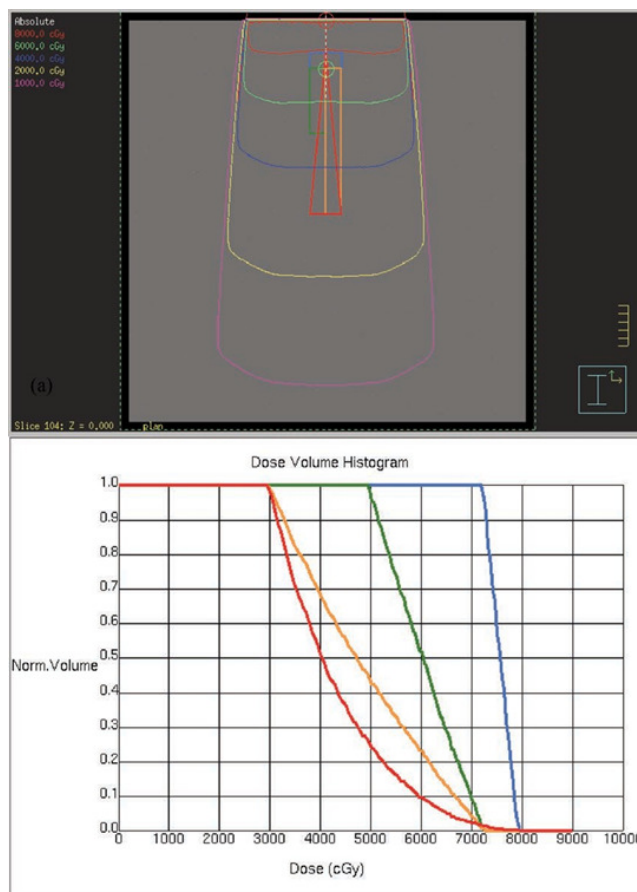 Absolute
8000.0 cGy
6000.0 cGy
4000.0 cGy
2000.0 cGy
1000.0 cGy
(a)
Slice 104: Z = 0.000
plan
Dose Volume Histogram
1.0
0.9
0.8
0.7
0.6
Norm.Volume
0.5
0.4
0.3
0.2
0.1
0.0
0 1000 2000 3000 4000 5000 6000 7000 8000 9000 10000
Dose (cGy)